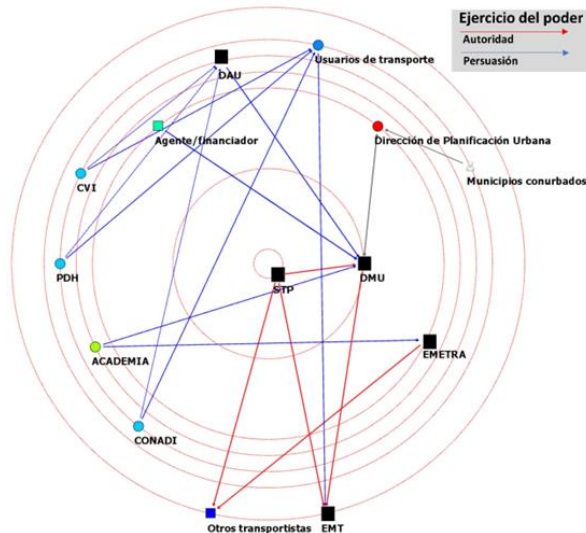 Ejercicio del poder
Autoridad
Persuasión
Usuarios de transporte
DAU
Agente/financiador
Dirección de Planificación Urbana
Municipios conurbados
CVI
PDH
STP
DMU
ACADEMIA
EMETRA
CONADI
Otros transportistas
EMT